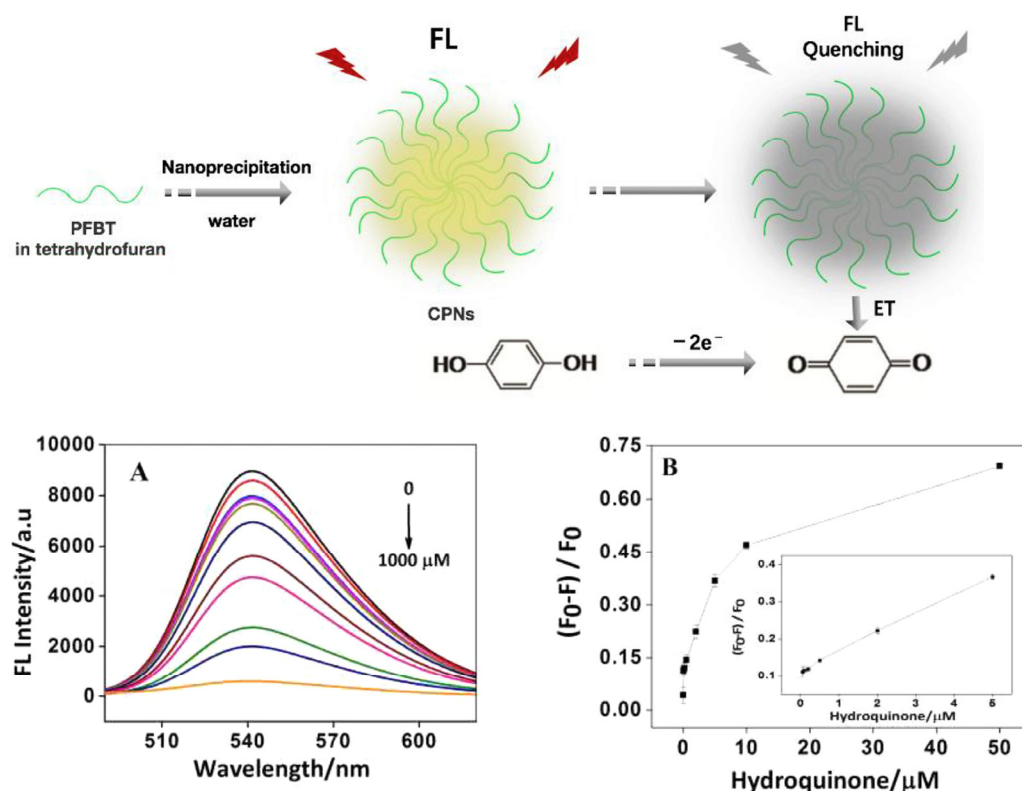 FL
FL
Quenching
Nanoprecipitation
water
PFBT
in tetrahydrofuran
CPNs
ET
HO
OH
− 2e⁻
O
O
A
10000
8000
6000
4000
2000
0
FL Intensity/a.u
0
1000 μM
510
540
570
600
Wavelength/nm
B
0.75
0.60
0.45
0.30
0.15
0.00
(F₀-F) / F₀
0.4
0.3
0.2
0.1
(F₀-F) / F₀
0
1
2
3
4
5
Hydroquinone/μM
0
10
20
30
40
50
Hydroquinone/μM